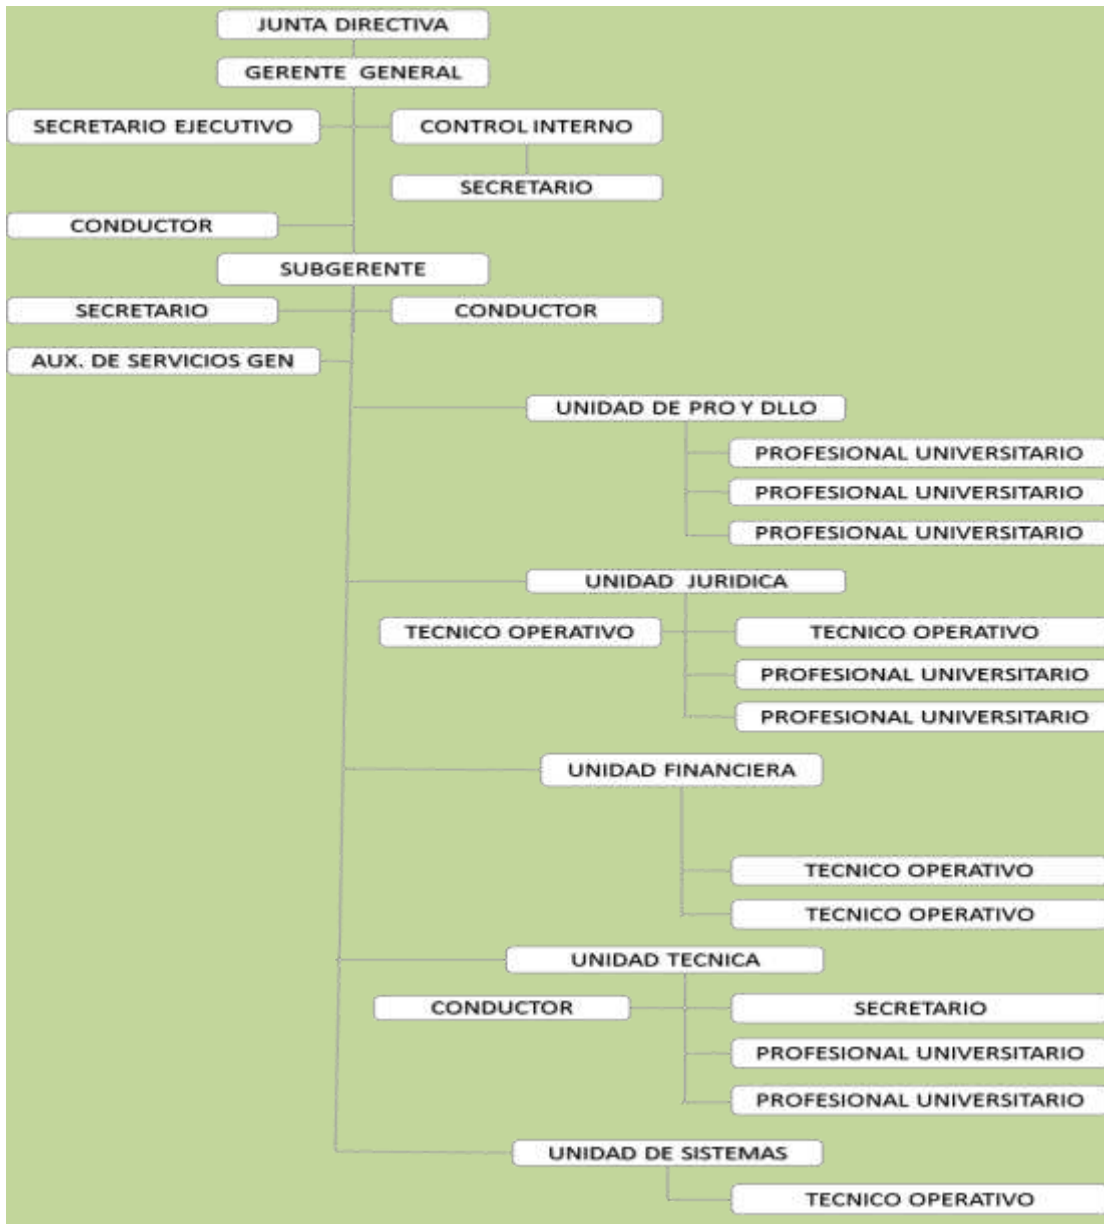 JUNTA DIRECTIVA
GERENTE GENERAL
SECRETARIO EJECUTIVO
CONTROL INTERNO
SECRETARIO
CONDUCTOR
SUBGERENTE
SECRETARIO
CONDUCTOR
AUX. DE SERVICIOS GEN
UNIDAD DE PRO Y DLLO
PROFESIONAL UNIVERSITARIO
PROFESIONAL UNIVERSITARIO
PROFESIONAL UNIVERSITARIO
UNIDAD JURIDICA
TECNICO OPERATIVO
TECNICO OPERATIVO
PROFESIONAL UNIVERSITARIO
PROFESIONAL UNIVERSITARIO
UNIDAD FINANCIERA
TECNICO OPERATIVO
TECNICO OPERATIVO
UNIDAD TECNICA
CONDUCTOR
SECRETARIO
PROFESIONAL UNIVERSITARIO
PROFESIONAL UNIVERSITARIO
UNIDAD DE SISTEMAS
TECNICO OPERATIVO